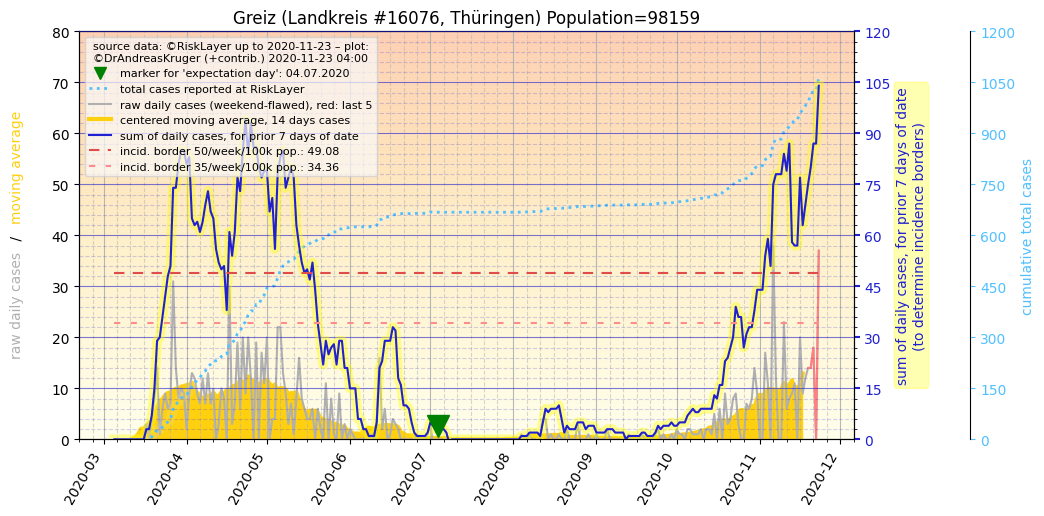 Greiz (Landkreis #16076, Thüringen) Population=98159
source data: ©RiskLayer up to 2020-11-23 – plot:
©DrAndreasKruger (+contrib.) 2020-11-23 04:00
marker for 'expectation day': 04.07.2020
total cases reported at RiskLayer
raw daily cases (weekend-flawed), red: last 5
centered moving average, 14 days cases
sum of daily cases, for prior 7 days of date
incid. border 50/week/100k pop.: 49.08
incid. border 35/week/100k pop.: 34.36
raw daily cases / moving average
80
70
60
50
40
30
20
10
0
2020-03
2020-04
2020-05
2020-06
2020-07
2020-08
2020-09
2020-10
2020-11
2020-12
120
105
90
75
60
45
30
15
0
sum of daily cases, for prior 7 days of date
(to determine incidence borders)
1200
1050
900
750
600
450
300
150
0
cumulative total cases